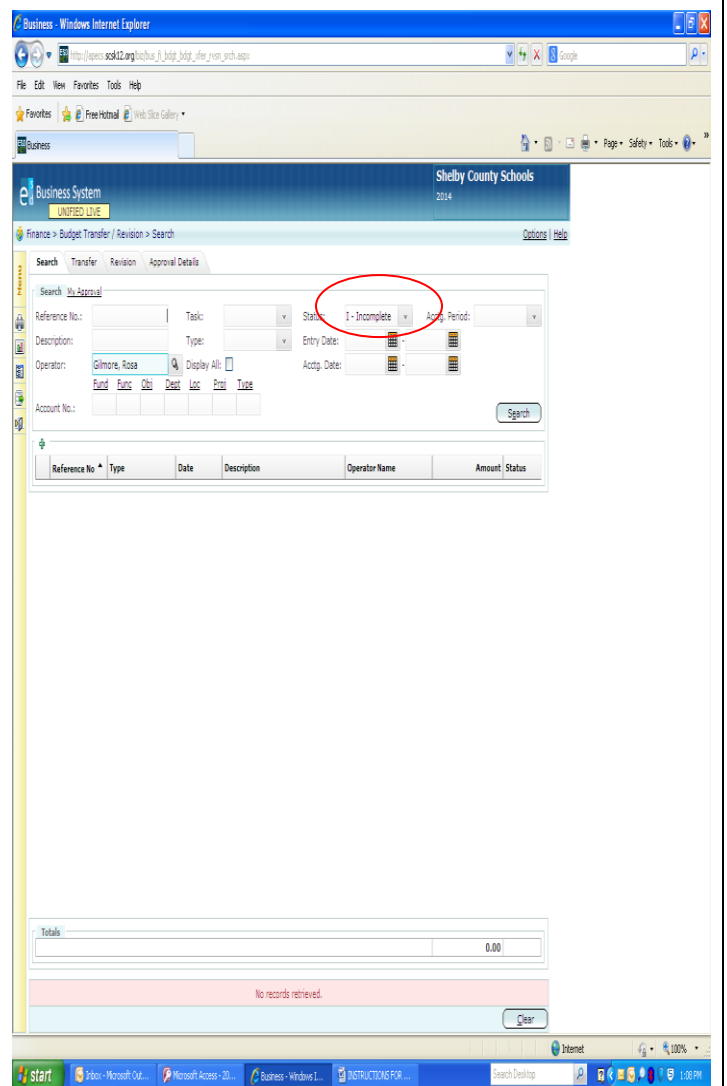 Business - Windows Internet Explorer
http://apecs.scsk12.org/biz/bus_fi_bdgt_bdgt_xfer_rvsn_srch.aspx
Google
File Edit View Favorites Tools Help
Favorites Free Hotmail Web Slice Gallery
Business
Page Safety Tools »
Business System
UNIFIED LIVE
Shelby County Schools
2014
Finance > Budget Transfer / Revision > Search
Options | Help
Menu
Search Transfer Revision Approval Details
Search My Approval
Reference No.: Task: Status: I - Incomplete Acctg. Period:
Description: Type: Entry Date: -
Operator: Gilmore, Rosa Display All: Acctg. Date: -
Fund Func Obj Dept Loc Proj Type
Account No.:
Search
Reference No Type Date Description Operator Name Amount Status
Totals
0.00
No records retrieved.
Clear
Internet 100%
start Inbox - Microsoft Out... Microsoft Access - 20... Business - Windows I... INSTRUCTIONS FOR ... Search Desktop 1:08 PM